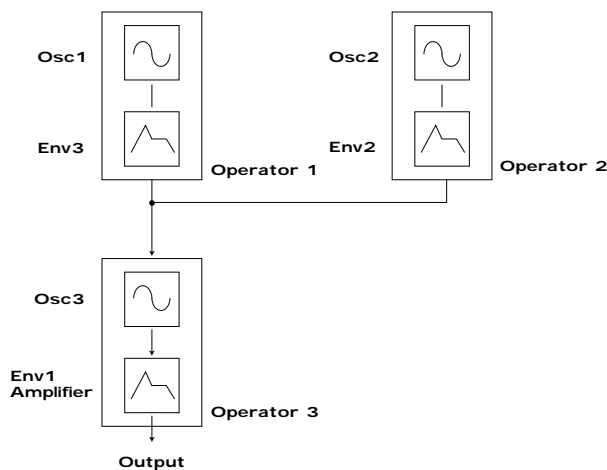 Osc1
Osc2
Env3
Env2
Operator 1
Operator 2
Osc3
Env1
Amplifier
Operator 3
Output